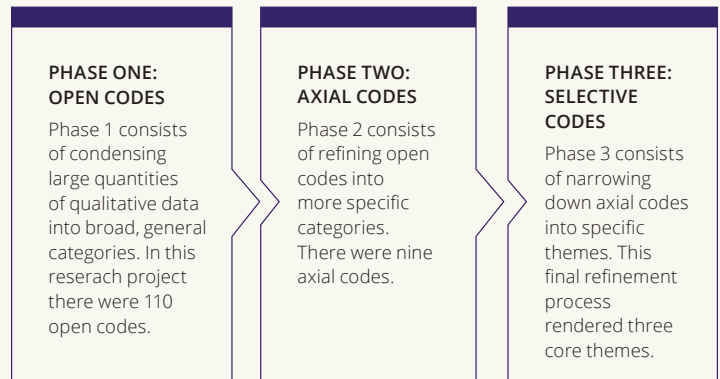 PHASE ONE:
OPEN CODES
Phase 1 consists
of condensing
large quantities
of qualitative data
into broad, general
categories. In this
reserach project
there were 110
open codes.
PHASE TWO:
AXIAL CODES
Phase 2 consists
of refining open
codes into
more specific
categories.
There were nine
axial codes.
PHASE THREE:
SELECTIVE
CODES
Phase 3 consists
of narrowing
down axial codes
into specific
themes. This
final refinement
process
rendered three
core themes.